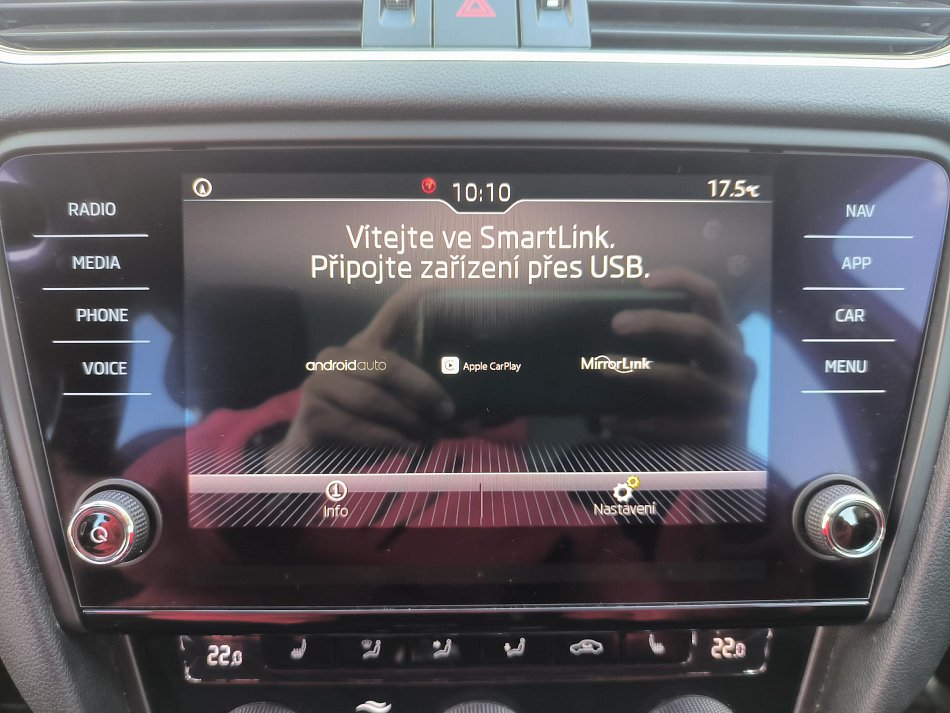 10:10
17.5°C
RADIO
NAV
Vítejte ve SmartLink.
Připojte zařízení přes USB.
MEDIA
APP
PHONE
CAR
VOICE
androidauto
Apple CarPlay
MirrorLink
MENU
Info
Nastavení
22.0
22.0